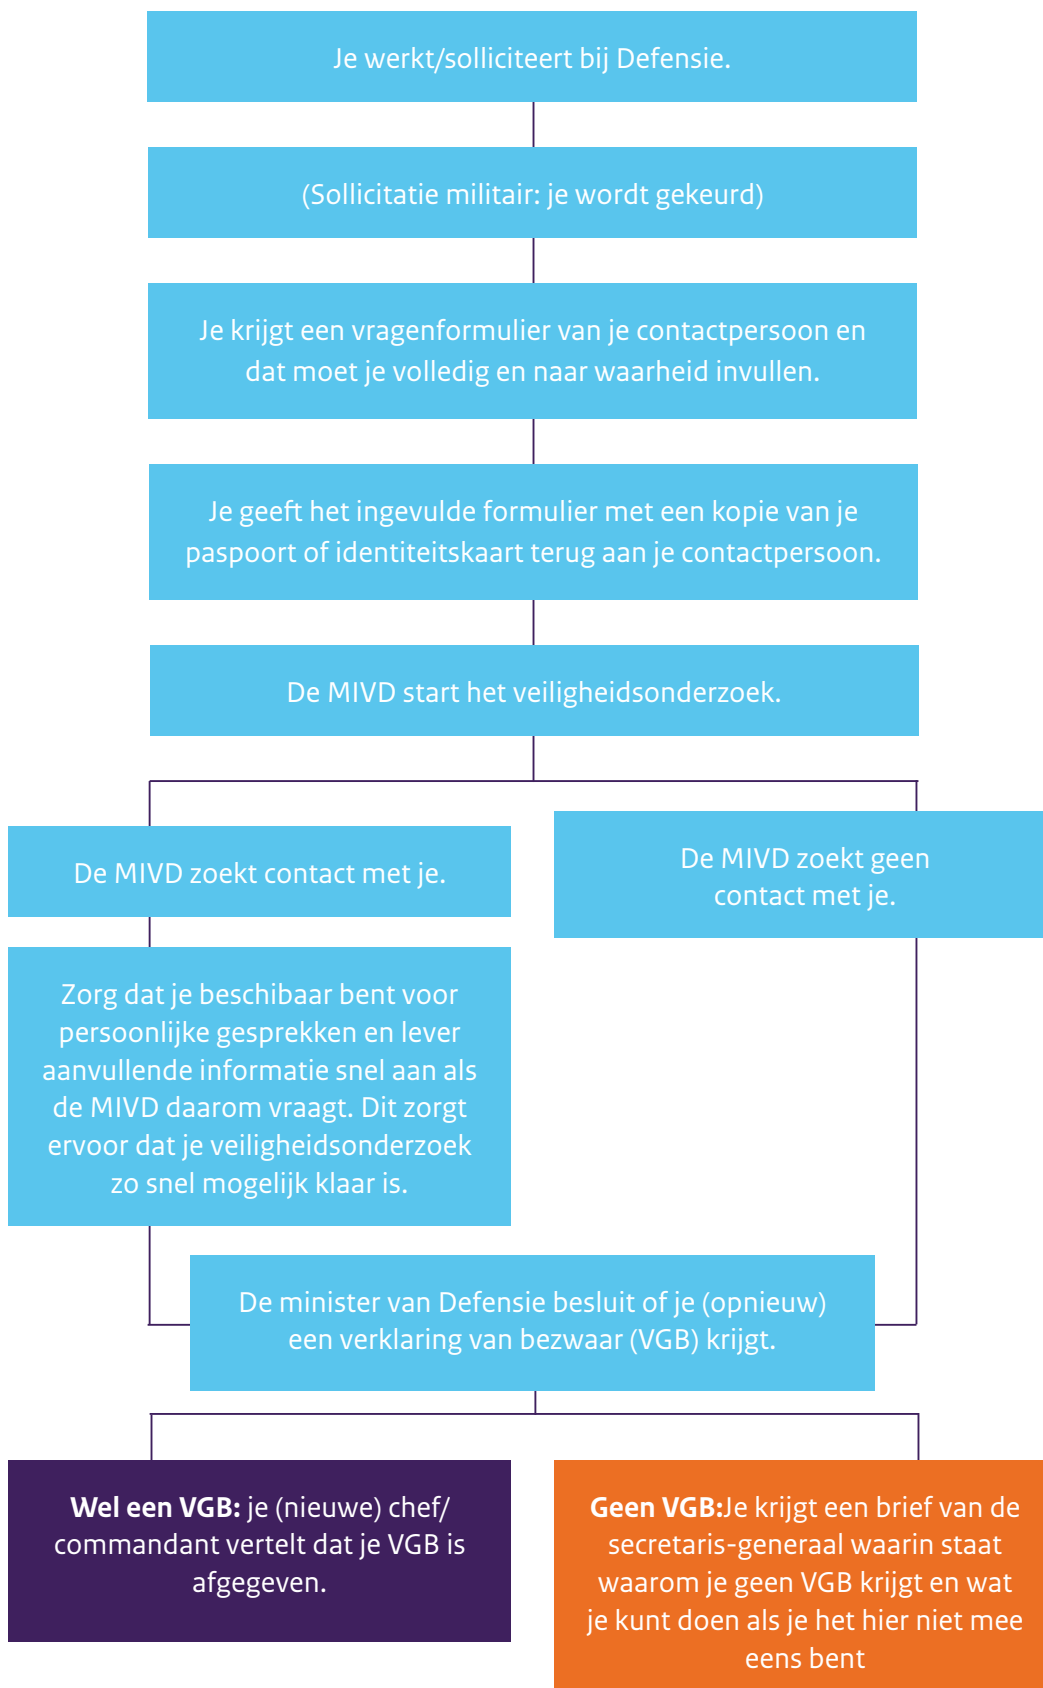 Je werkt/solliciteert bij Defensie.
(Sollicitatie militair: je wordt gekeurd)
Je krijgt een vragenformulier van je contactpersoon en
dat moet je volledig en naar waarheid invullen.
Je geeft het ingevulde formulier met een kopie van je
paspoort of identiteitskaart terug aan je contactpersoon.
De MIVD start het veiligheidsonderzoek.
De MIVD zoekt contact met je.
De MIVD zoekt geen
contact met je.
Zorg dat je beschibaar bent voor
persoonlijke gesprekken en lever
aanvullende informatie snel aan als
de MIVD daarom vraagt. Dit zorgt
ervoor dat je veiligheidsonderzoek
zo snel mogelijk klaar is.
De minister van Defensie besluit of je (opnieuw)
een verklaring van bezwaar (VGB) krijgt.
Wel een VGB: je (nieuwe) chef/
commandant vertelt dat je VGB is
afgegeven.
Geen VGB:Je krijgt een brief van de
secretaris-generaal waarin staat
waarom je geen VGB krijgt en wat
je kunt doen als je het hier niet mee
eens bent